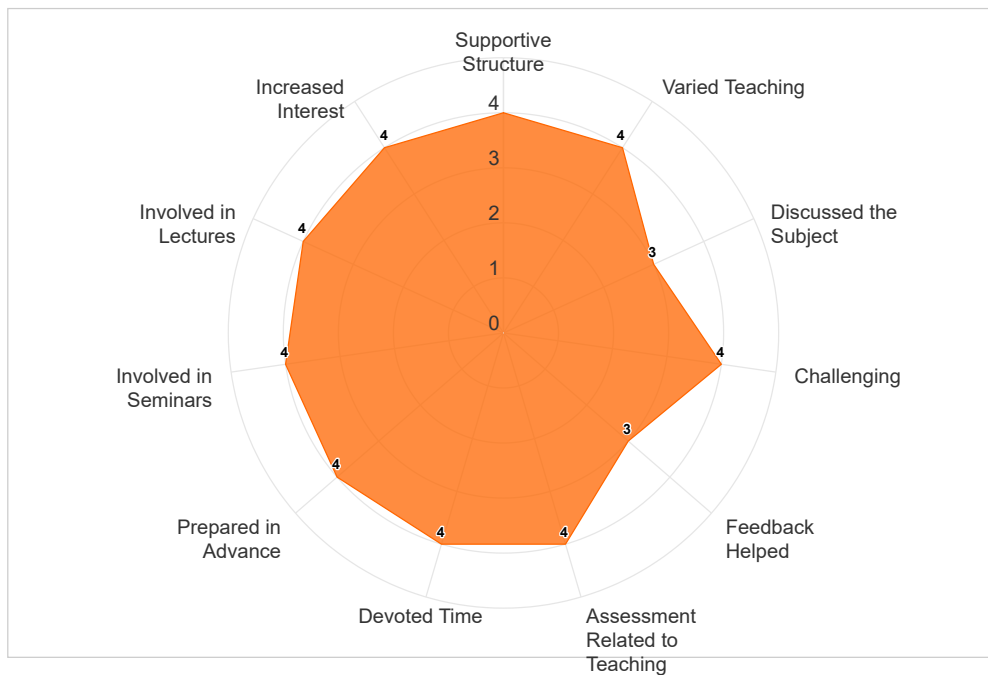 Supportive
Structure
Increased
Interest
Varied Teaching
4
4
4
3
Involved in
Lectures
Discussed the
Subject
4
2
3
1
0
4
4
Involved in
Seminars
Challenging
3
4
Prepared in
Advance
Feedback
Helped
4
4
Devoted Time
Assessment
Related to
Teaching